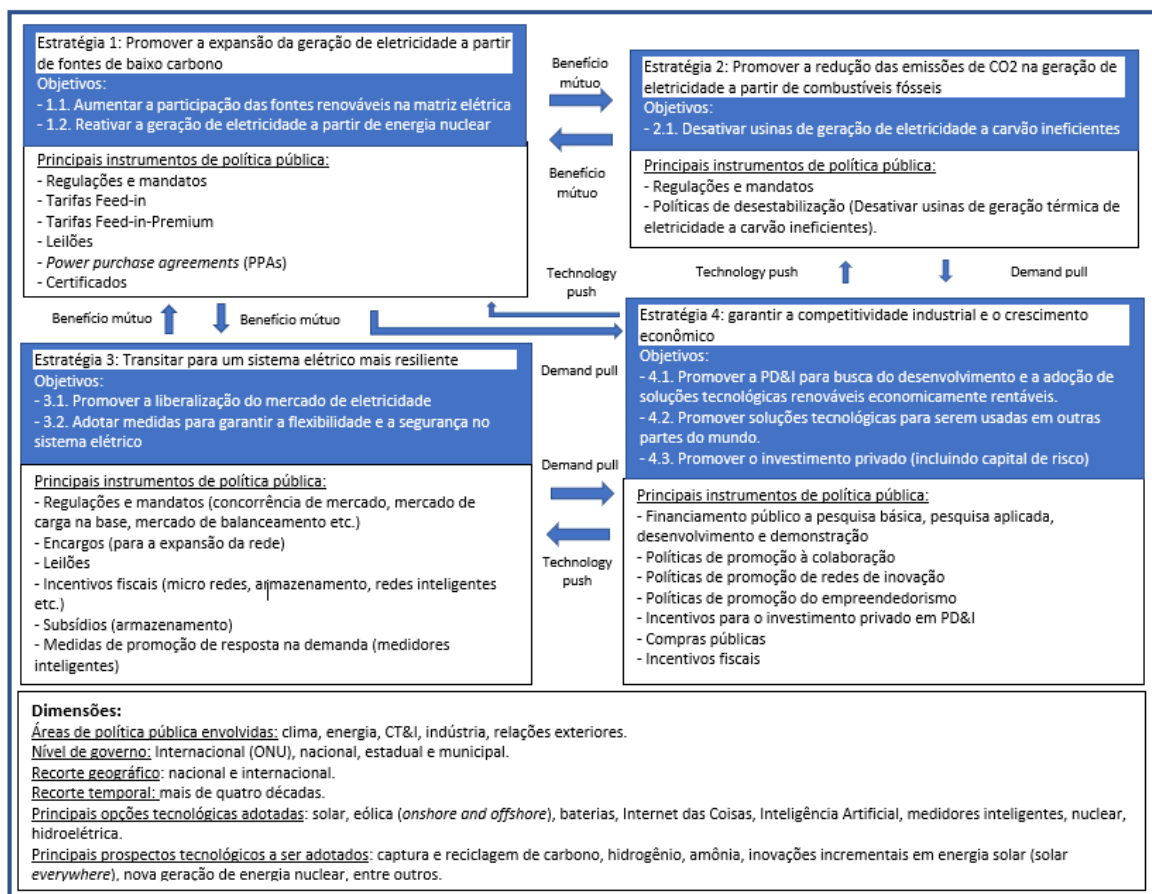 Estratégia 1: Promover a expansão da geração de eletricidade a partir
de fontes de baixo carbono
Objetivos:
- 1.1. Aumentar a participação das fontes renováveis na matriz elétrica
- 1.2. Reativar a geração de eletricidade a partir de energia nuclear
Principais instrumentos de política pública:
- Regulações e mandatos
- Tarifas Feed-in
- Tarifas Feed-in-Premium
- Leilões
- Power purchase agreements (PPAs)
- Certificados
Benefício
mútuo
Benefício
mútuo
Estratégia 2: Promover a redução das emissões de CO2 na geração de
eletricidade a partir de combustíveis fósseis
Objetivos:
- 2.1. Desativar usinas de geração de eletricidade a carvão ineficientes
Principais instrumentos de política pública:
- Regulações e mandatos
- Políticas de desestabilização (Desativar usinas de geração térmica de
eletricidade a carvão ineficientes).
Benefício mútuo
Benefício mútuo
Technology
push
Technology push
Demand pull
Estratégia 3: Transitar para um sistema elétrico mais resiliente
Objetivos:
- 3.1. Promover a liberalização do mercado de eletricidade
- 3.2. Adotar medidas para garantir a flexibilidade e a segurança no
sistema elétrico
Principais instrumentos de política pública:
- Regulações e mandatos (concorrência de mercado, mercado de
carga na base, mercado de balanceamento etc.)
- Encargos (para a expansão da rede)
- Leilões
- Incentivos fiscais (micro redes, armazenamento, redes inteligentes
etc.)
- Subsídios (armazenamento)
- Medidas de promoção de resposta na demanda (medidores
inteligentes)
Demand pull
Demand pull
Technology
push
Estratégia 4: garantir a competitividade industrial e o crescimento
econômico
Objetivos:
- 4.1. Promover a PD&I para busca do desenvolvimento e a adoção de
soluções tecnológicas renováveis economicamente rentáveis.
- 4.2. Promover soluções tecnológicas para serem usadas em outras
partes do mundo.
- 4.3. Promover o investimento privado (incluindo capital de risco)
Principais instrumentos de política pública:
- Financiamento público a pesquisa básica, pesquisa aplicada,
desenvolvimento e demonstração
- Políticas de promoção à colaboração
- Políticas de promoção de redes de inovação
- Políticas de promoção do empreendedorismo
- Incentivos para o investimento privado em PD&I
- Compras públicas
- Incentivos fiscais
Dimensões:
Áreas de política pública envolvidas: clima, energia, CT&I, indústria, relações exteriores.
Nível de governo: Internacional (ONU), nacional, estadual e municipal.
Recorte geográfico: nacional e internacional.
Recorte temporal: mais de quatro décadas.
Principais opções tecnológicas adotadas: solar, eólica (onshore and offshore), baterias, Internet das Coisas, Inteligência Artificial, medidores inteligentes, nuclear,
hidroelétrica.
Principais prospectos tecnológicos a ser adotados: captura e reciclagem de carbono, hidrogênio, amônia, inovações incrementais em energia solar (solar
everywhere), nova geração de energia nuclear, entre outros.